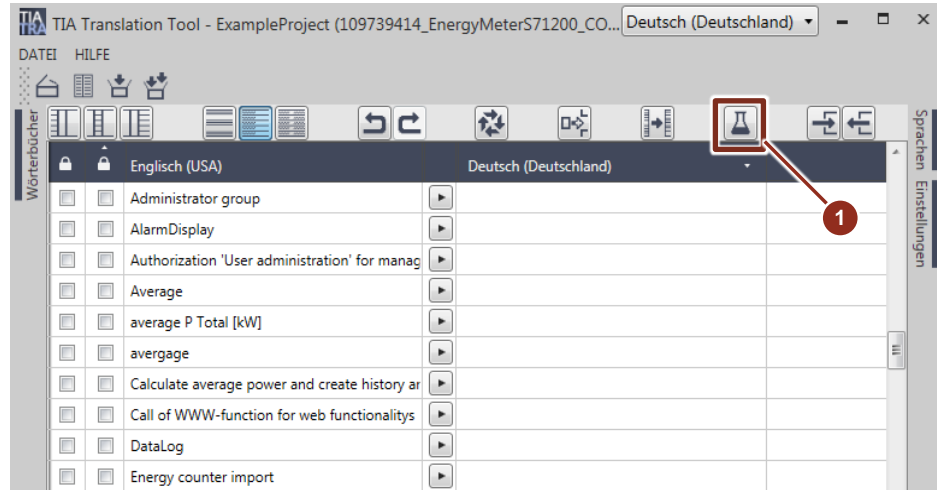 TIA TRA TIA Translation Tool - ExampleProject (109739414_EnergyMeterS71200_CO... Deutsch (Deutschland)
DATEI HILFE
Wörterbücher
Sprachen
Einstellungen
Englisch (USA) Deutsch (Deutschland)
Administrator group
1
AlarmDisplay
Authorization 'User administration' for manag
Average
average P Total [kW]
avergage
Calculate average power and create history ar
Call of WWW-function for web functionalitys
DataLog
Energy counter import